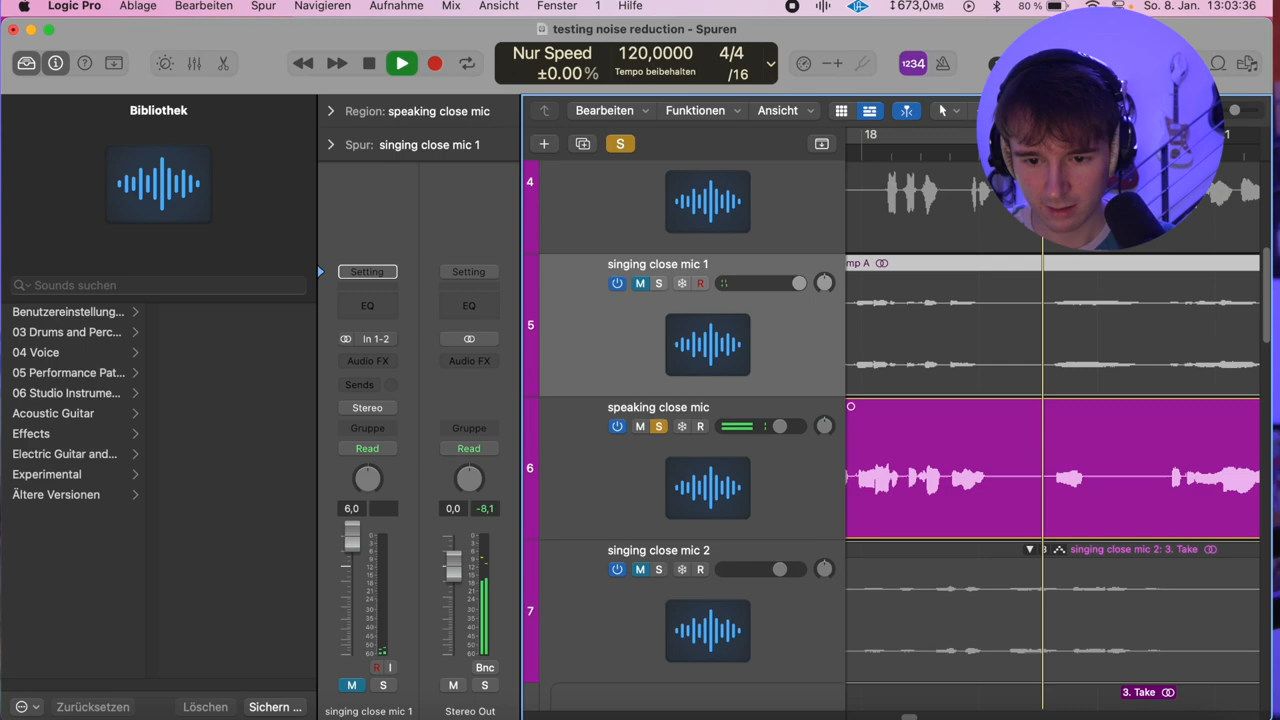 Logic Pro Ablage Bearbeiten Spur Navigieren Aufnahme Mix Ansicht Fenster 1 Hilfe 673,0MB 80 % So. 8. Jan. 13:03:36
testing noise reduction - Spuren
Nur Speed 120,0000 4/4
±0.00% Tempo beibehalten /16
1234
Bibliothek
Region: speaking close mic
Spur: singing close mic 1
Bearbeiten Funktionen Ansicht
S
18
1
4
mp A
Setting Setting
EQ EQ
In 1-2
Audio FX Audio FX
Sends
Stereo
Gruppe Gruppe
Read Read
6,0 0,0 -8,1
R I Bnc
M S M S
singing close mic 1 Stereo Out
Sounds suchen
Benutzereinstellung...
03 Drums and Perc...
04 Voice
05 Performance Pat...
06 Studio Instrume...
Acoustic Guitar
Effects
Electric Guitar and...
Experimental
Ältere Versionen
Zurücksetzen Löschen Sichern ...
singing close mic 1
M S R
5
speaking close mic
M S R
6
singing close mic 2
M S R
7
singing close mic 2: 3. Take
3. Take